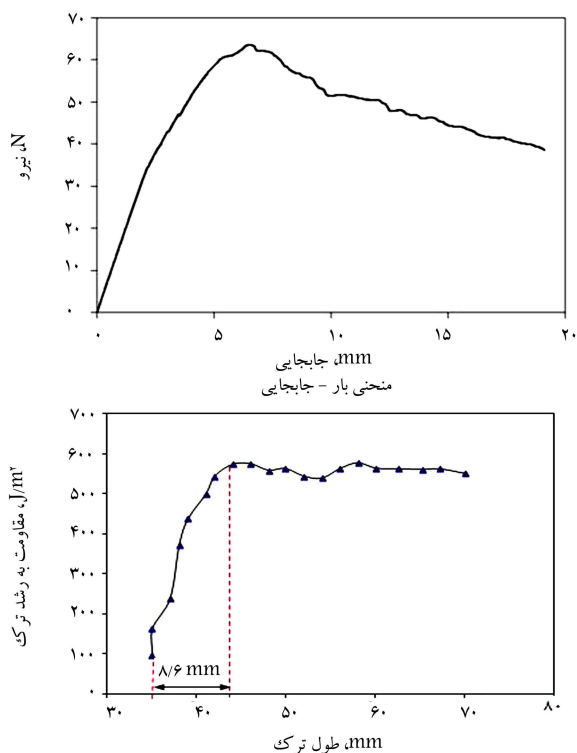 ۷۰
۶۰
۵۰
۴۰
۳۰
۲۰
۱۰
۰
نیرو، N
۰ ۵ ۱۰ ۱۵ ۲۰
جابجایی، mm
منحنی بار - جابجایی
۷۰۰
۶۰۰
۵۰۰
۴۰۰
۳۰۰
۲۰۰
۱۰۰
۰
مقاومت به رشد ترک، J/m۲
۸/۶ mm
۳۰ ۴۰ ۵۰ ۶۰ ۷۰ ۸۰
طول ترک، mm